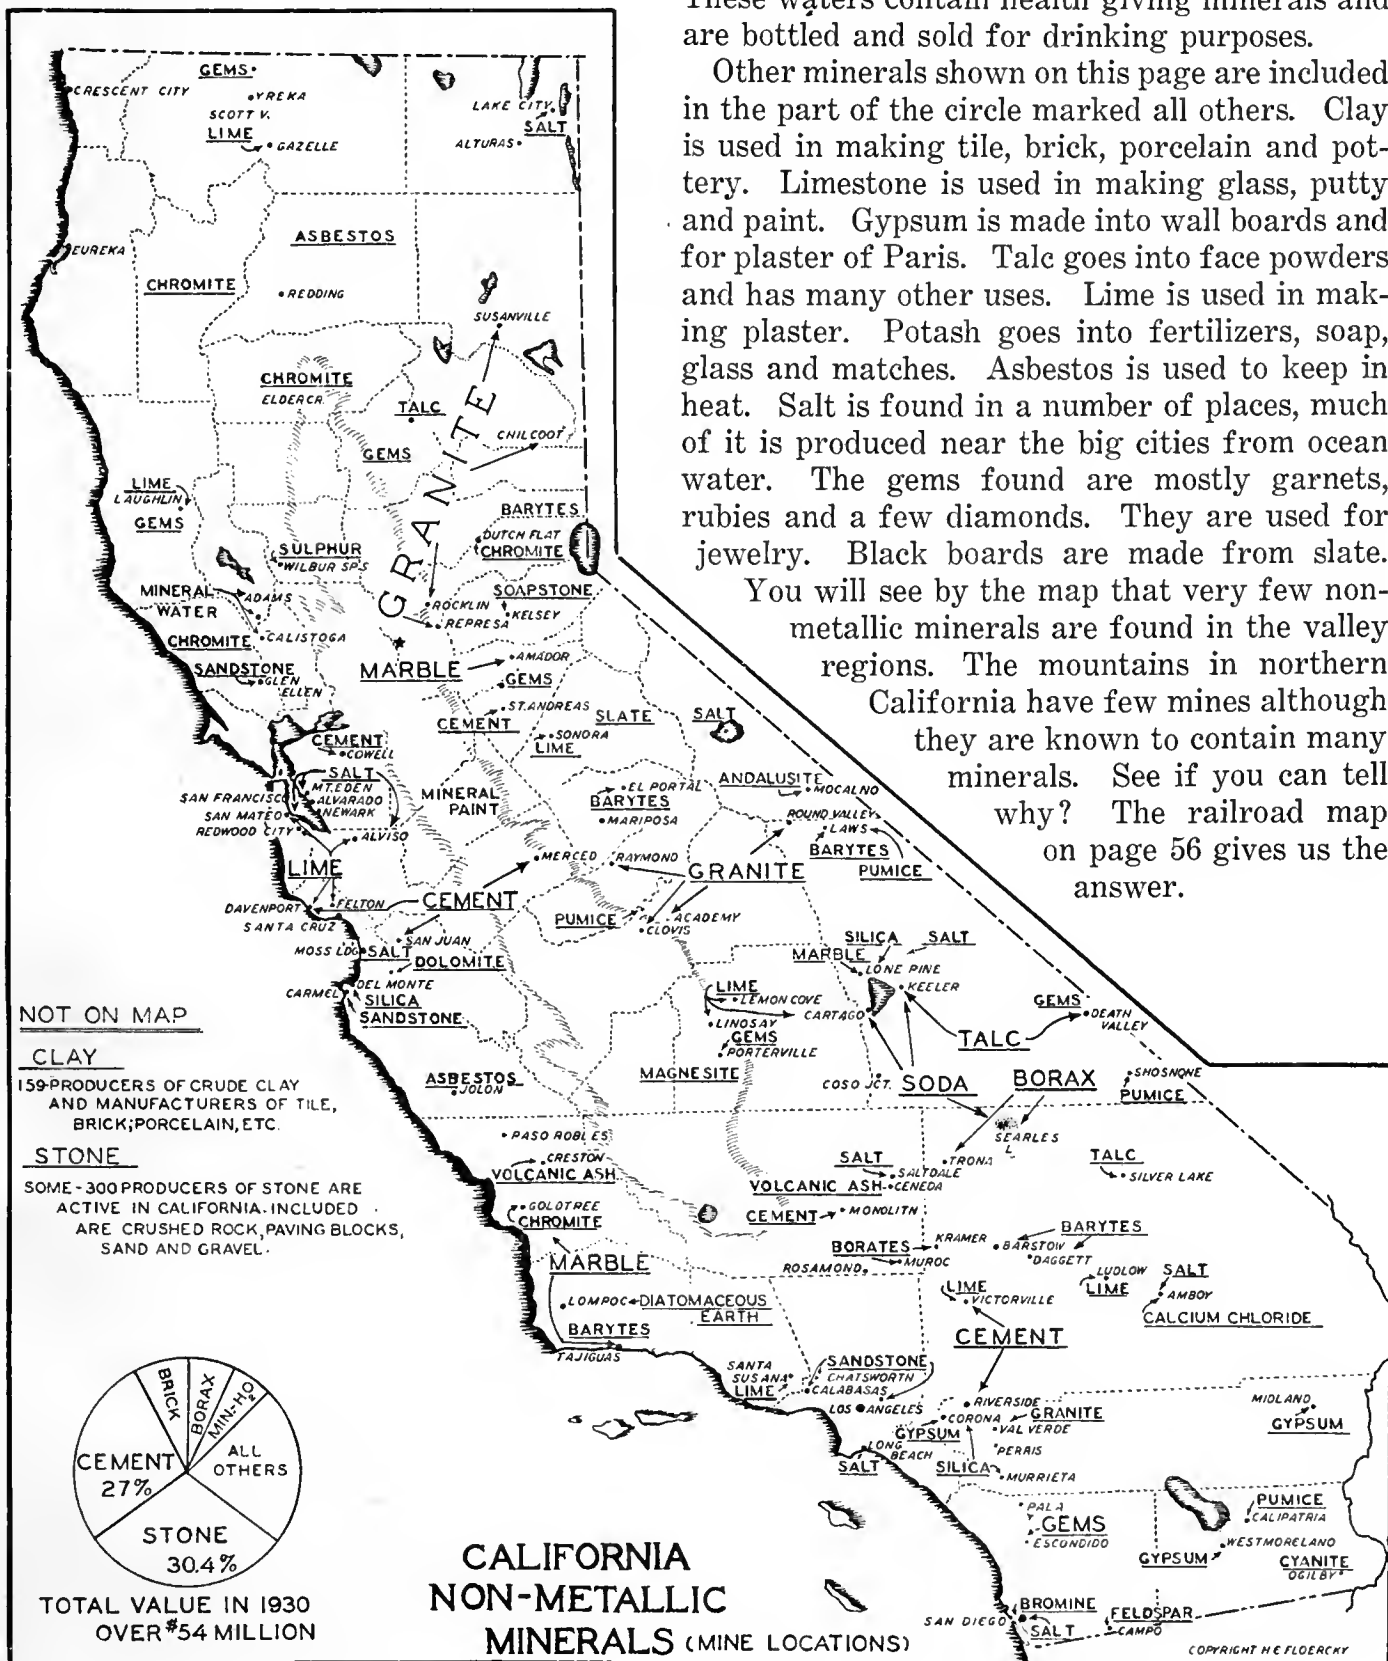 These waters contain health giving minerals and
are bottled and sold for drinking purposes.
Other minerals shown on this page are included
in the part of the circle marked all others. Clay
is used in making tile, brick, porcelain and pot-
tery. Limestone is used in making glass, putty
and paint. Gypsum is made into wall boards and
for plaster of Paris. Talc goes into face powders
and has many other uses. Lime is used in mak-
ing plaster. Potash goes into fertilizers, soap,
glass and matches. Asbestos is used to keep in
heat. Salt is found in a number of places, much
of it is produced near the big cities from ocean
water. The gems found are mostly garnets,
rubies and a few diamonds. They are used for
jewelry. Black boards are made from slate.
You will see by the map that very few non-
metallic minerals are found in the valley
regions. The mountains in northern
California have few mines although
they are known to contain many
minerals. See if you can tell
why? The railroad map
on page 56 gives us the
answer.
GEMS
CRESCENT CITY
YREKA
SCOTT V.
LIME
GAZELLE
LAKE CITY
SALT
ALTURAS
EUREKA
ASBESTOS
CHROMITE
REDDING
SUSANVILLE
CHROMITE
ELDER CR.
TALC
GRANITE
CHILCOOT
GEMS
LIME
LAUGHLIN
GEMS
BARYTES
DUTCH FLAT
CHROMITE
SULPHUR
WILBUR SPS
MINERAL
WATER
ADAMS
SOAPSTONE
ROCKLIN
KELSEY
REPRESA
CHROMITE
CALISTOGA
SANDSTONE
GLEN
ELLEN
MARBLE
AMADOR
GEMS
ST. ANDREAS
CEMENT
SLATE
SALT
SONORA
LIME
CEMENT
COWELL
SALT
MT. EDEN
ALVARADO
NEWARK
SAN FRANCISCO
SAN MATEO
REDWOOD CITY
ALVISO
MINERAL
PAINT
EL PORTAL
BARYTES
MARIPOSA
ANDALUSITE
MOCALNO
ROUND VALLEY
LAWS
BARYTES
PUMICE
LIME
MERCED
RAYMOND
GRANITE
DAVENPORT
FELTON
SANTA CRUZ
CEMENT
PUMICE
ACADEMY
CLOVIS
MOSS LDG
SALT
SAN JUAN
DOLOMITE
DEL MONTE
CARMEL
SILICA
SANDSTONE
SILICA
SALT
MARBLE
LONE PINE
KEELER
LIME
LEMON COVE
CARTAGO
LINDSAY
GEMS
PORTERVILLE
GEMS
DEATH
VALLEY
TALC
NOT ON MAP
CLAY
159-PRODUCERS OF CRUDE CLAY
AND MANUFACTURERS OF TILE,
BRICK; PORCELAIN, ETC.
STONE
SOME-300 PRODUCERS OF STONE ARE
ACTIVE IN CALIFORNIA. INCLUDED
ARE CRUSHED ROCK, PAVING BLOCKS,
SAND AND GRAVEL.
ASBESTOS
JOLON
MAGNESITE
COSO JCT.
SODA
BORAX
SHOSNONE
PUMICE
PASO ROBLES
CRESTON
VOLCANIC ASH
SEARLES
L
TRONA
SALT
SALTDALE
VOLCANIC ASH
CENEDA
TALC
SILVER LAKE
GOLDTREE
CHROMITE
MARBLE
CEMENT
MONOLITH
BORATES
KRAMER
MUROC
ROSAMOND
BARYTES
BARSTOW
DAGGETT
LUDLOW
LIME
SALT
AMBOY
CALCIUM CHLORIDE
LOMPOC
DIATOMACEOUS
EARTH
BARYTES
TAJIGUAS
LIME
VICTORVILLE
CEMENT
SANTA
SUSANA
LIME
SANDSTONE
CHATSWORTH
CALABASAS
LOS ANGELES
RIVERSIDE
CORONA
GRANITE
GYPSUM
VAL VERDE
PERRIS
LONG
BEACH
SALT
SILICA
MURRIETA
MIDLAND
GYPSUM
PALA
GEMS
ESCONDIDO
PUMICE
CALIPATRIA
WESTMORELAND
GYPSUM
CYANITE
OGILBY
BROMINE
SAN DIEGO
SALT
FELDSPAR
CAMPO
BRICK
BORAX
MIN.-H2O
CEMENT
27%
ALL
OTHERS
STONE
30.4%
TOTAL VALUE IN 1930
OVER $54 MILLION
CALIFORNIA
NON-METALLIC
MINERALS (MINE LOCATIONS)
COPYRIGHT H E FLOERCKY